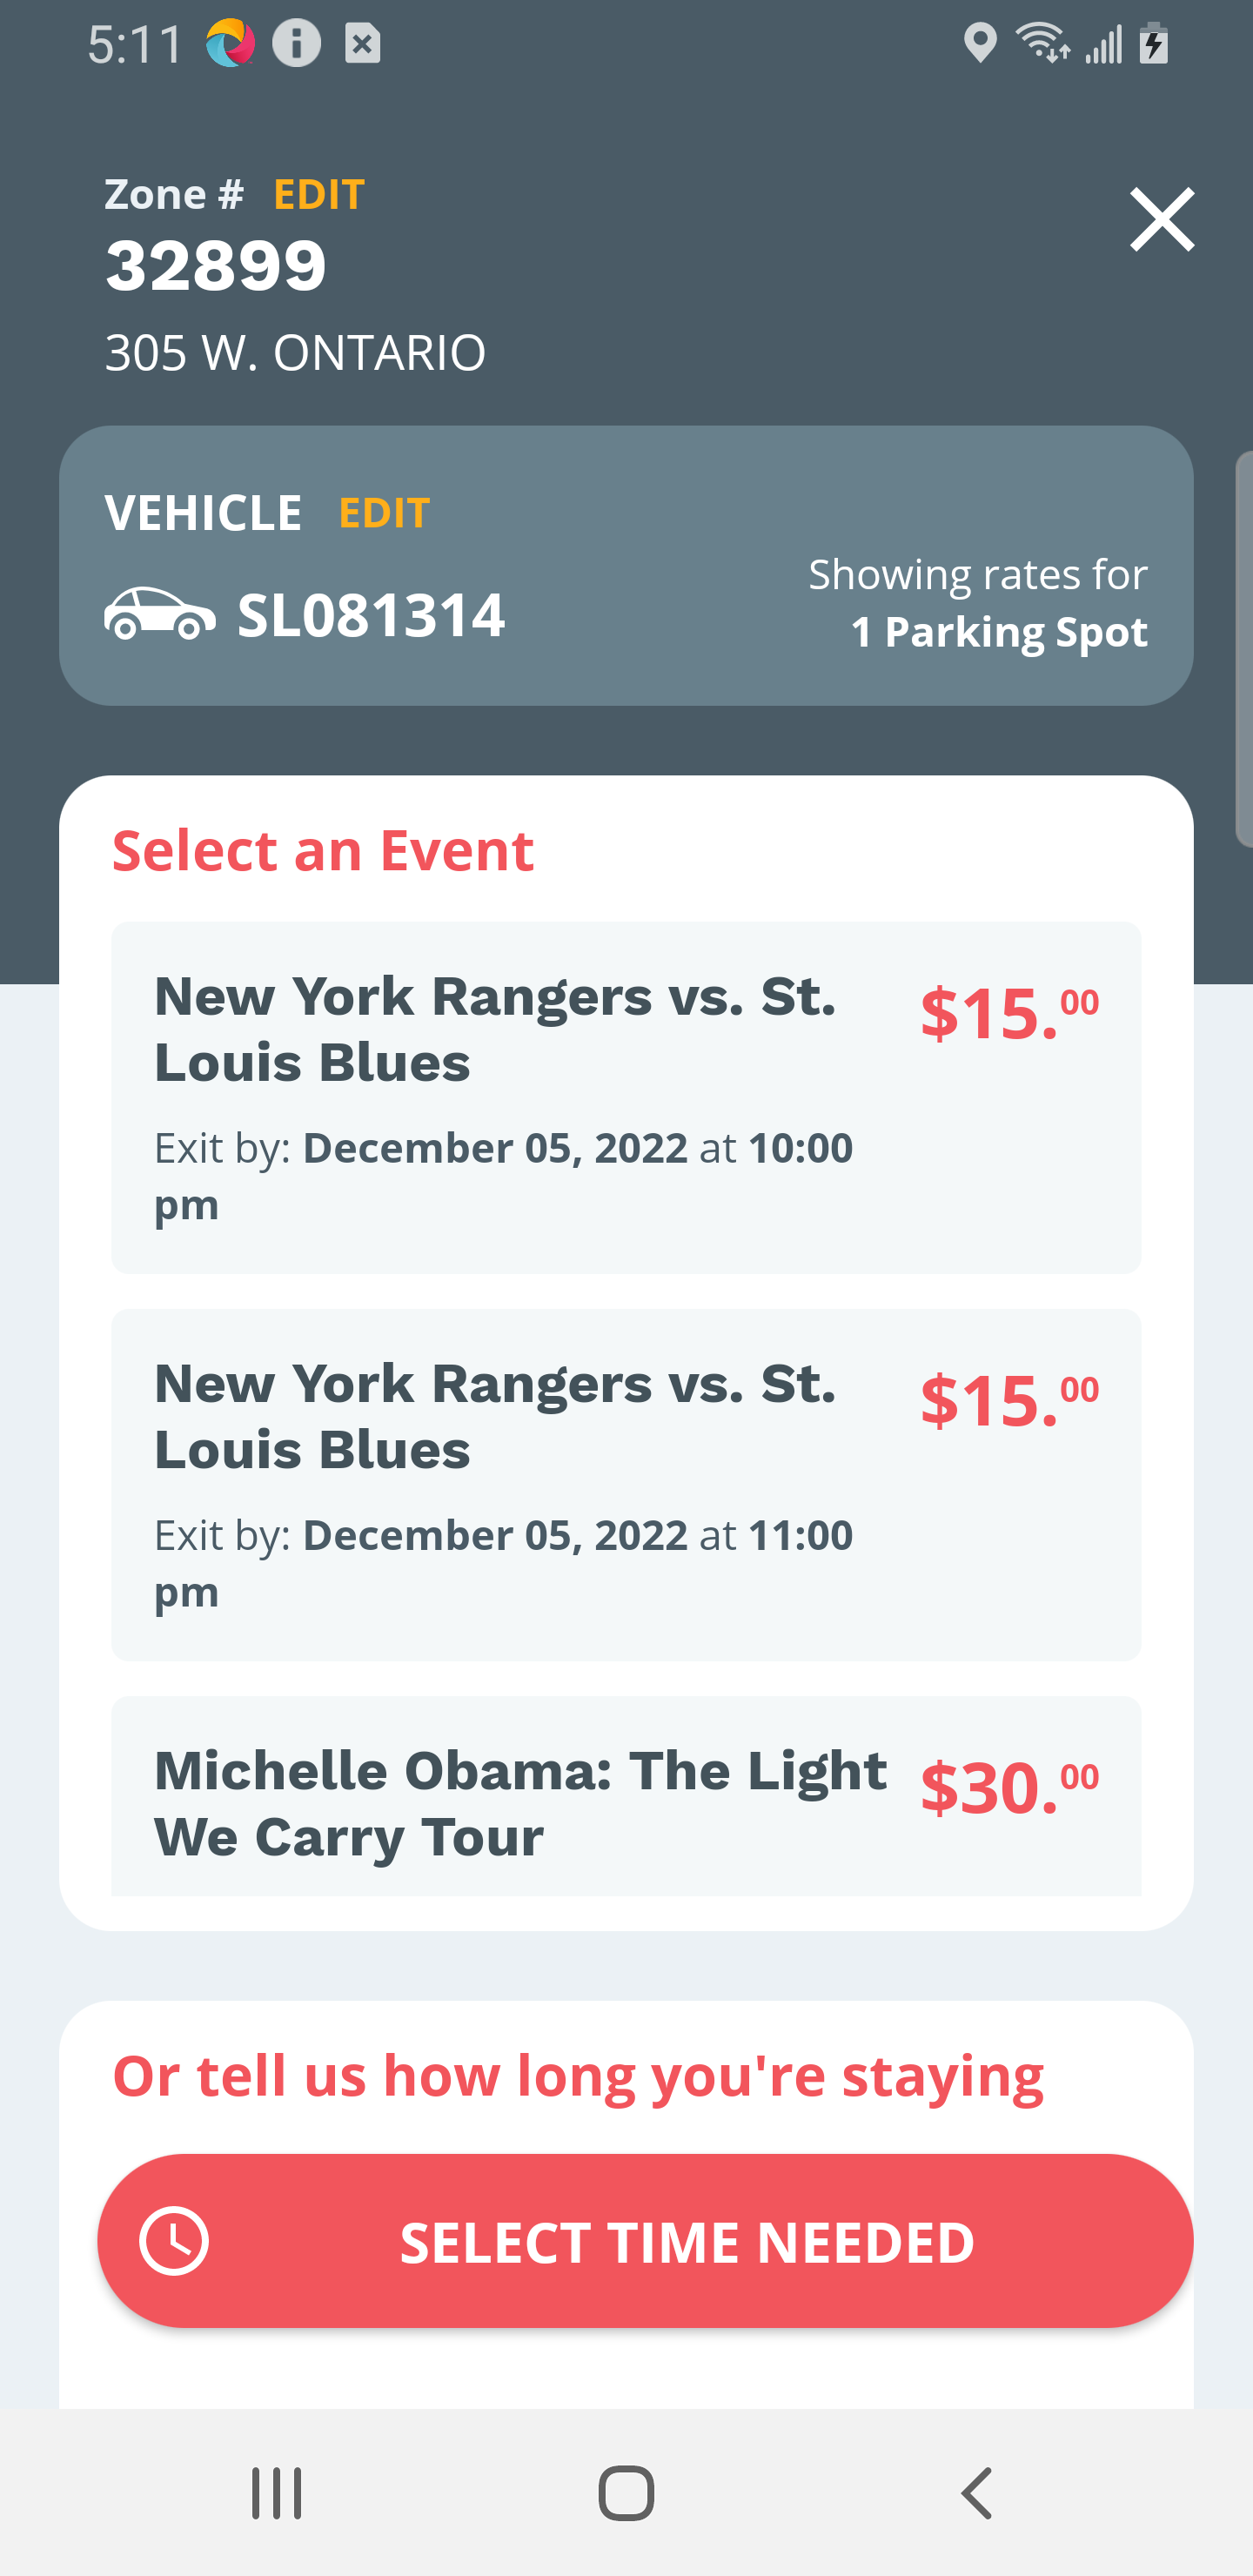 5:11
Zone # EDIT
32899
305 W. ONTARIO
VEHICLE EDIT
SL081314
Showing rates for
1 Parking Spot
Select an Event
New York Rangers vs. St.
Louis Blues
$15.00
Exit by: December 05, 2022 at 10:00
pm
New York Rangers vs. St.
Louis Blues
$15.00
Exit by: December 05, 2022 at 11:00
pm
Michelle Obama: The Light
We Carry Tour
$30.00
Or tell us how long you're staying
SELECT TIME NEEDED